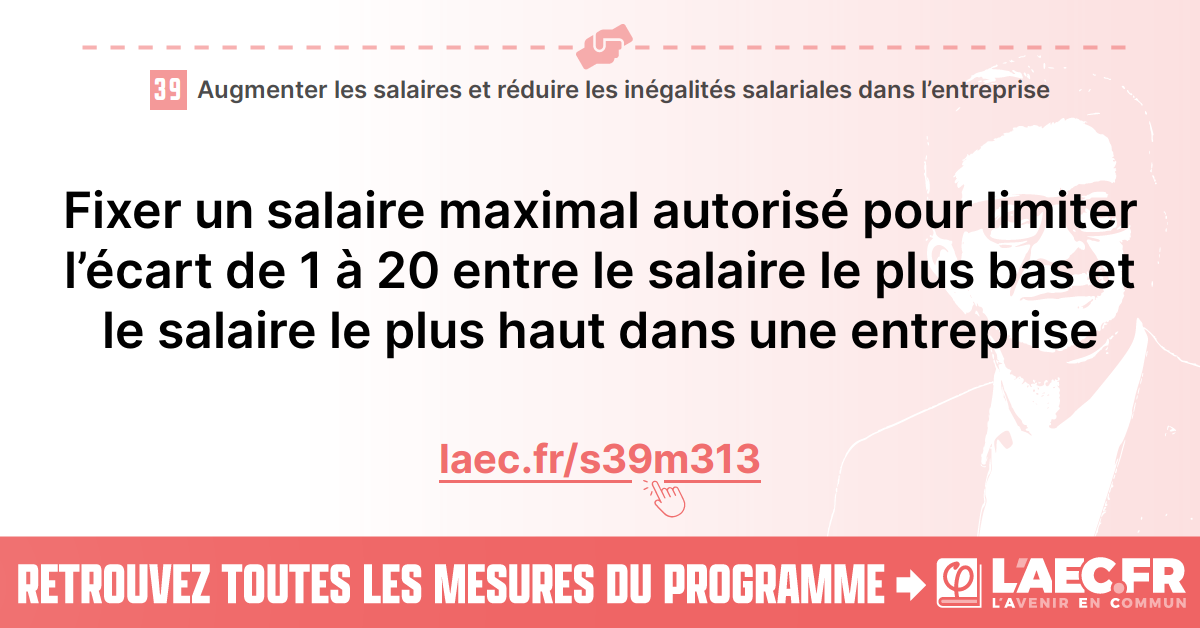 39 Augmenter les salaires et réduire les inégalités salariales dans l’entreprise
Fixer un salaire maximal autorisé pour limiter
l’écart de 1 à 20 entre le salaire le plus bas et
le salaire le plus haut dans une entreprise
laec.fr/s39m313
RETROUVEZ TOUTES LES MESURES DU PROGRAMME
φ L’AEC.FR
L’AVENIR EN COMMUN